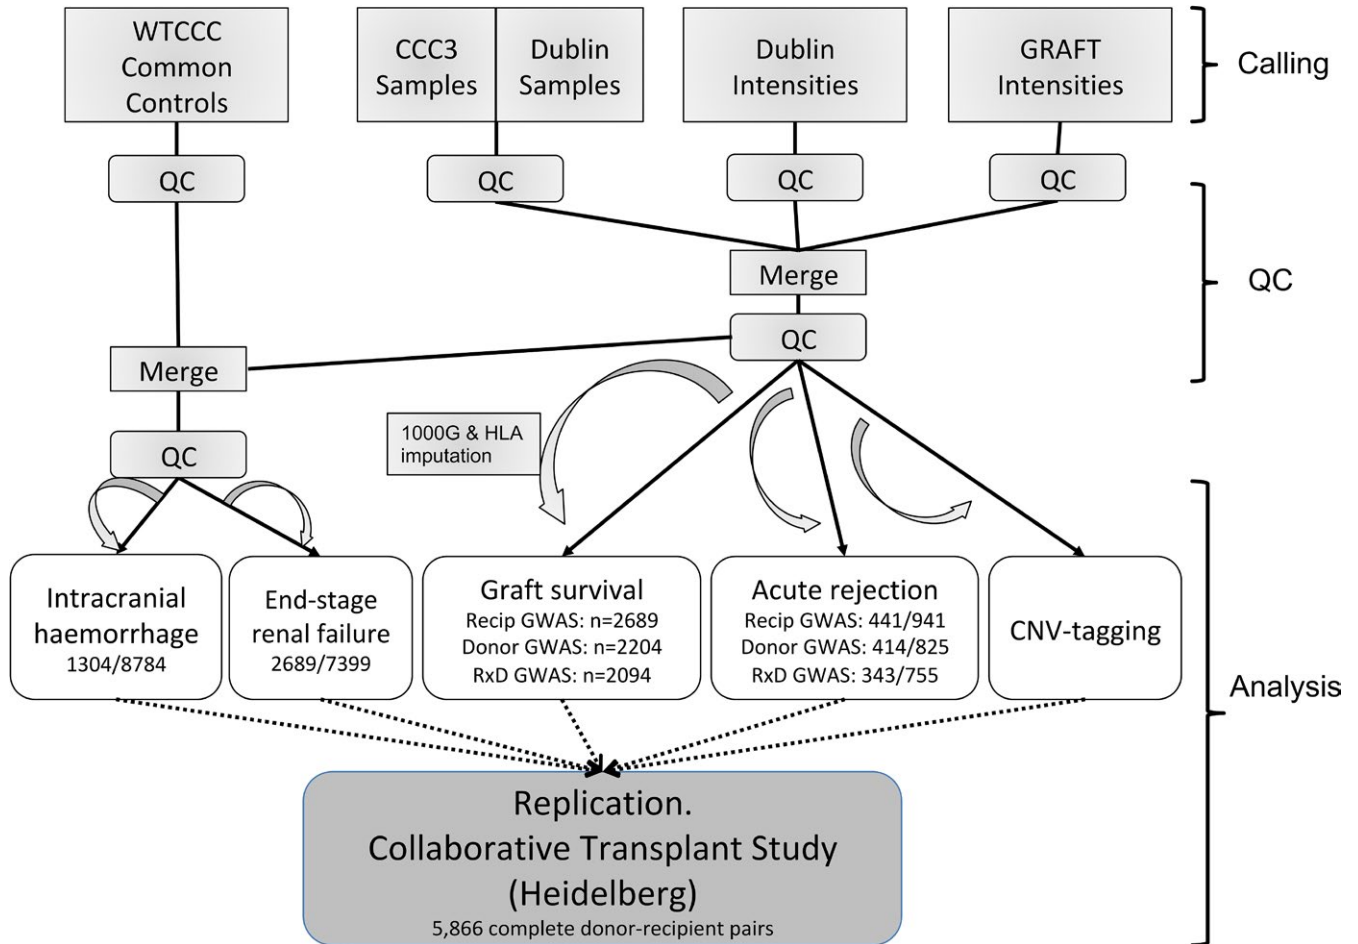 WTCCC
Common
Controls
CCC3
Samples
Dublin
Samples
Dublin
Intensities
GRAFT
Intensities
Calling
QC
QC
QC
QC
Merge
QC
QC
Merge
1000G & HLA
imputation
QC
Intracranial
haemorrhage
1304/8784
End-stage
renal failure
2689/7399
Graft survival
Recip GWAS: n=2689
Donor GWAS: n=2204
RxD GWAS: n=2094
Acute rejection
Recip GWAS: 441/941
Donor GWAS: 414/825
RxD GWAS: 343/755
CNV-tagging
Analysis
Replication.
Collaborative Transplant Study
(Heidelberg)
5,866 complete donor-recipient pairs